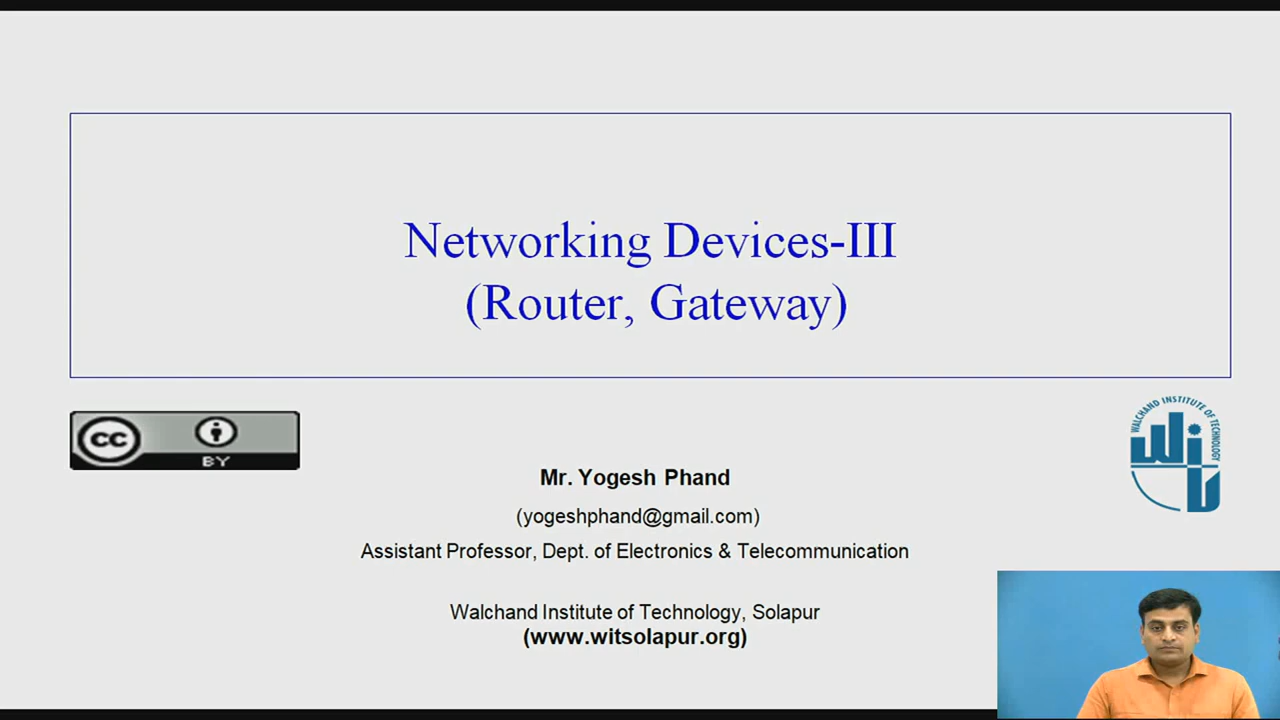 Networking Devices-III
(Router, Gateway)
CC
BY
WALCHAND INSTITUTE OF TECHNOLOGY
WIT
Mr. Yogesh Phand
(yogeshphand@gmail.com)
Assistant Professor, Dept. of Electronics & Telecommunication
Walchand Institute of Technology, Solapur
(www.witsolapur.org)